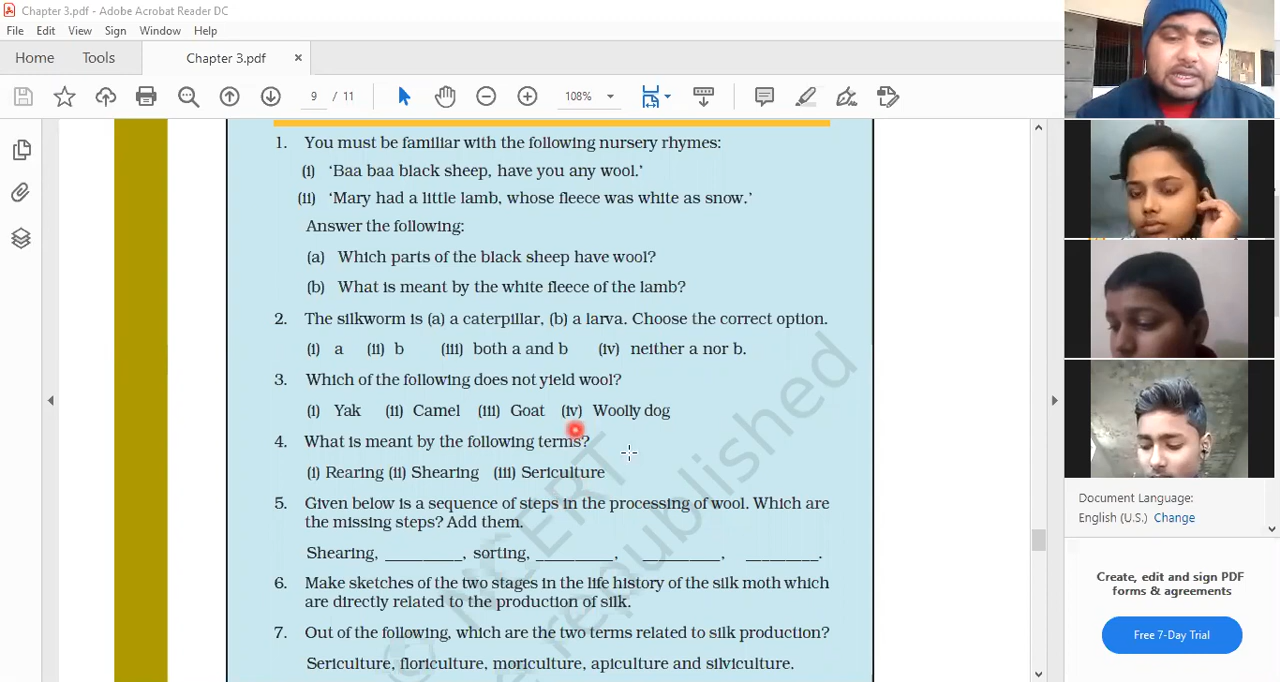 Chapter 3.pdf - Adobe Acrobat Reader DC
File Edit View Sign Window Help
Home Tools Chapter 3.pdf ×
9 / 11 108%
1. You must be familiar with the following nursery rhymes:
(i) ‘Baa baa black sheep, have you any wool.’
(ii) ‘Mary had a little lamb, whose fleece was white as snow.’
Answer the following:
(a) Which parts of the black sheep have wool?
(b) What is meant by the white fleece of the lamb?
2. The silkworm is (a) a caterpillar, (b) a larva. Choose the correct option.
(i) a (ii) b (iii) both a and b (iv) neither a nor b.
3. Which of the following does not yield wool?
(i) Yak (ii) Camel (iii) Goat (iv) Woolly dog
4. What is meant by the following terms?
(i) Rearing (ii) Shearing (iii) Sericulture
5. Given below is a sequence of steps in the processing of wool. Which are
the missing steps? Add them.
Shearing, _________, sorting, _________, _________, _________.
6. Make sketches of the two stages in the life history of the silk moth which
are directly related to the production of silk.
7. Out of the following, which are the two terms related to silk production?
Sericulture, floriculture, moriculture, apiculture and silviculture.
© NCERT
republished
Document Language:
English (U.S.) Change
Create, edit and sign PDF
forms & agreements
Free 7-Day Trial